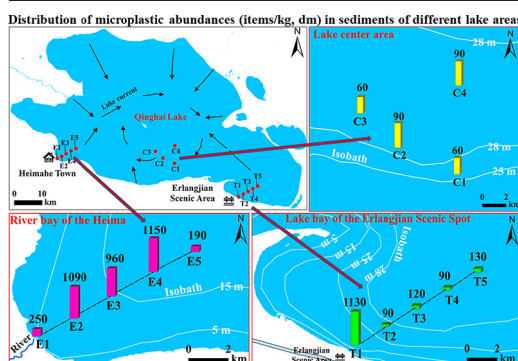 Distribution of microplastic abundances (items/kg, dm) in sediments of different lake areas
N
Lake current
Qinghai Lake
E1 E2 E3 E4 E5
Heimahe Town
C3 C4
C2 C1
Erlangjian
Scenic Area
T1 T3 T5
T2 T4
0 10
km
Lake center area
N
28 m
90
C4
60
C3
90
C2
28 m
60
C1
25 m
Isobath
0 2
km
River bay of the Heima
N
1150
E4
190
E5
960
E3
1090
E2
250
E1
Isobath
15 m
5 m
River
0 2
km
Lake bay of the Erlangjian Scenic Spot
N
5 m
15 m
25 m
28 m
Isobath
130
T5
90
T4
120
T3
90
T2
1130
T1
Erlangjian
Scenic Area
0 2
km